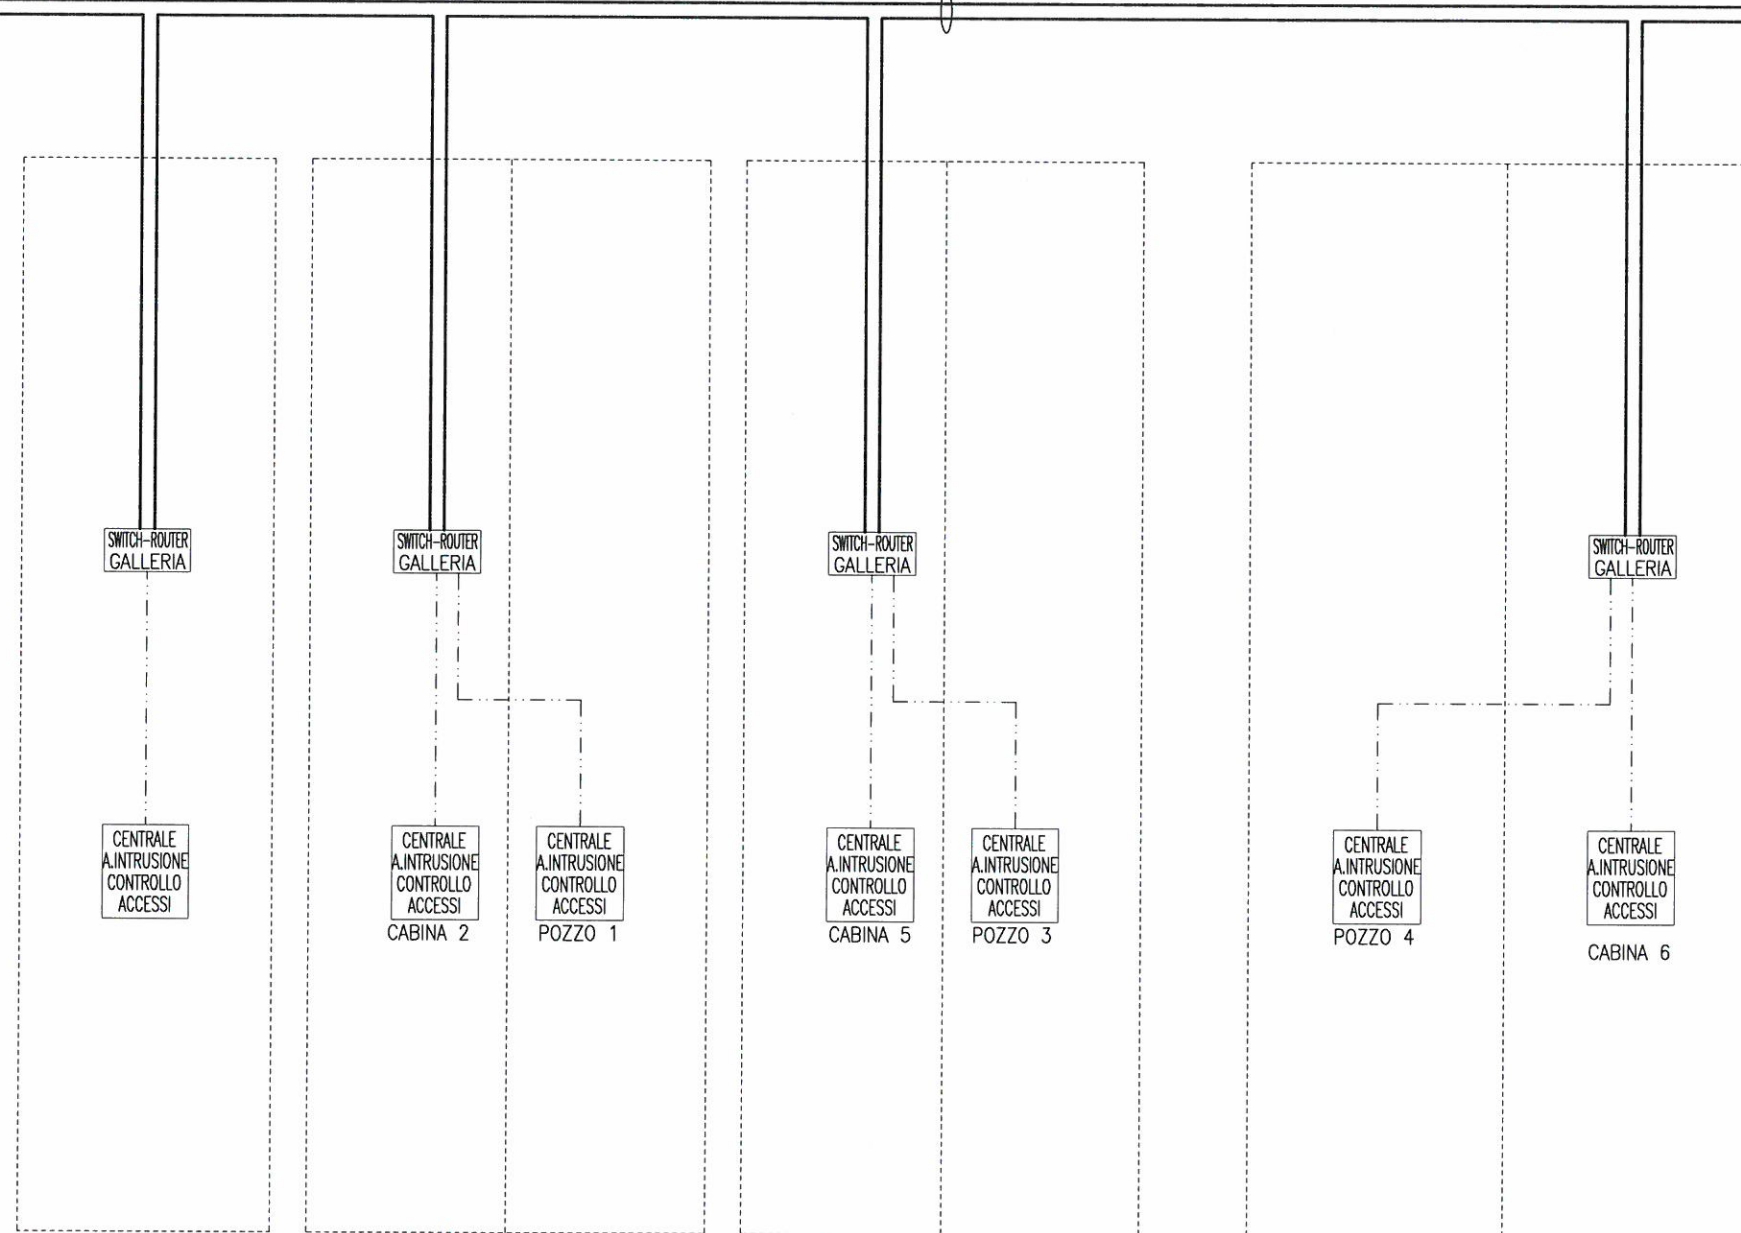 SWITCH-ROUTER
GALLERIA
SWITCH-ROUTER
GALLERIA
SWITCH-ROUTER
GALLERIA
SWITCH-ROUTER
GALLERIA
CENTRALE
A.INTRUSIONE
CONTROLLO
ACCESSI
CENTRALE
A.INTRUSIONE
CONTROLLO
ACCESSI
CABINA 2
CENTRALE
A.INTRUSIONE
CONTROLLO
ACCESSI
POZZO 1
CENTRALE
A.INTRUSIONE
CONTROLLO
ACCESSI
CABINA 5
CENTRALE
A.INTRUSIONE
CONTROLLO
ACCESSI
POZZO 3
CENTRALE
A.INTRUSIONE
CONTROLLO
ACCESSI
POZZO 4
CENTRALE
A.INTRUSIONE
CONTROLLO
ACCESSI
CABINA 6